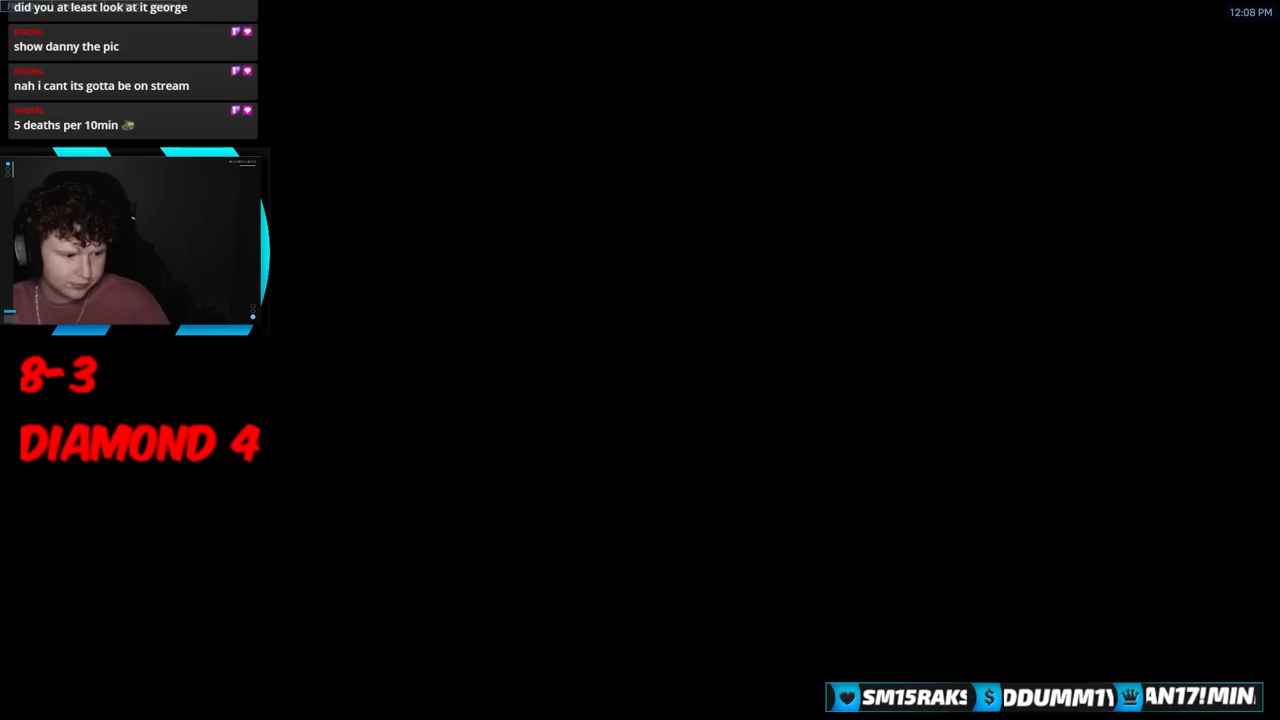 did you at least look at it george
show danny the pic
nah i cant its gotta be on stream
5 deaths per 10min
12:08 PM
8-3
DIAMOND 4
SM15RAKS
DDUMM1Y
AN17!MIN